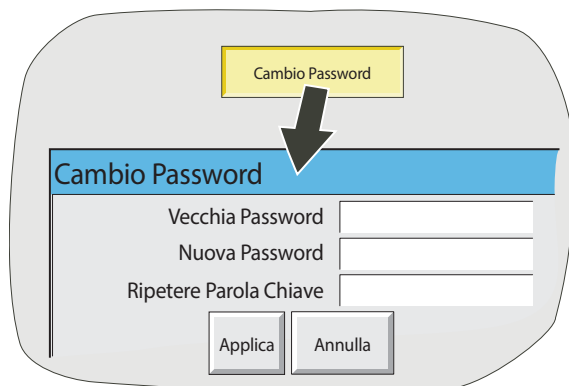 Cambio Password
Cambio Password
Vecchia Password
Nuova Password
Ripetere Parola Chiave
Applica Annulla